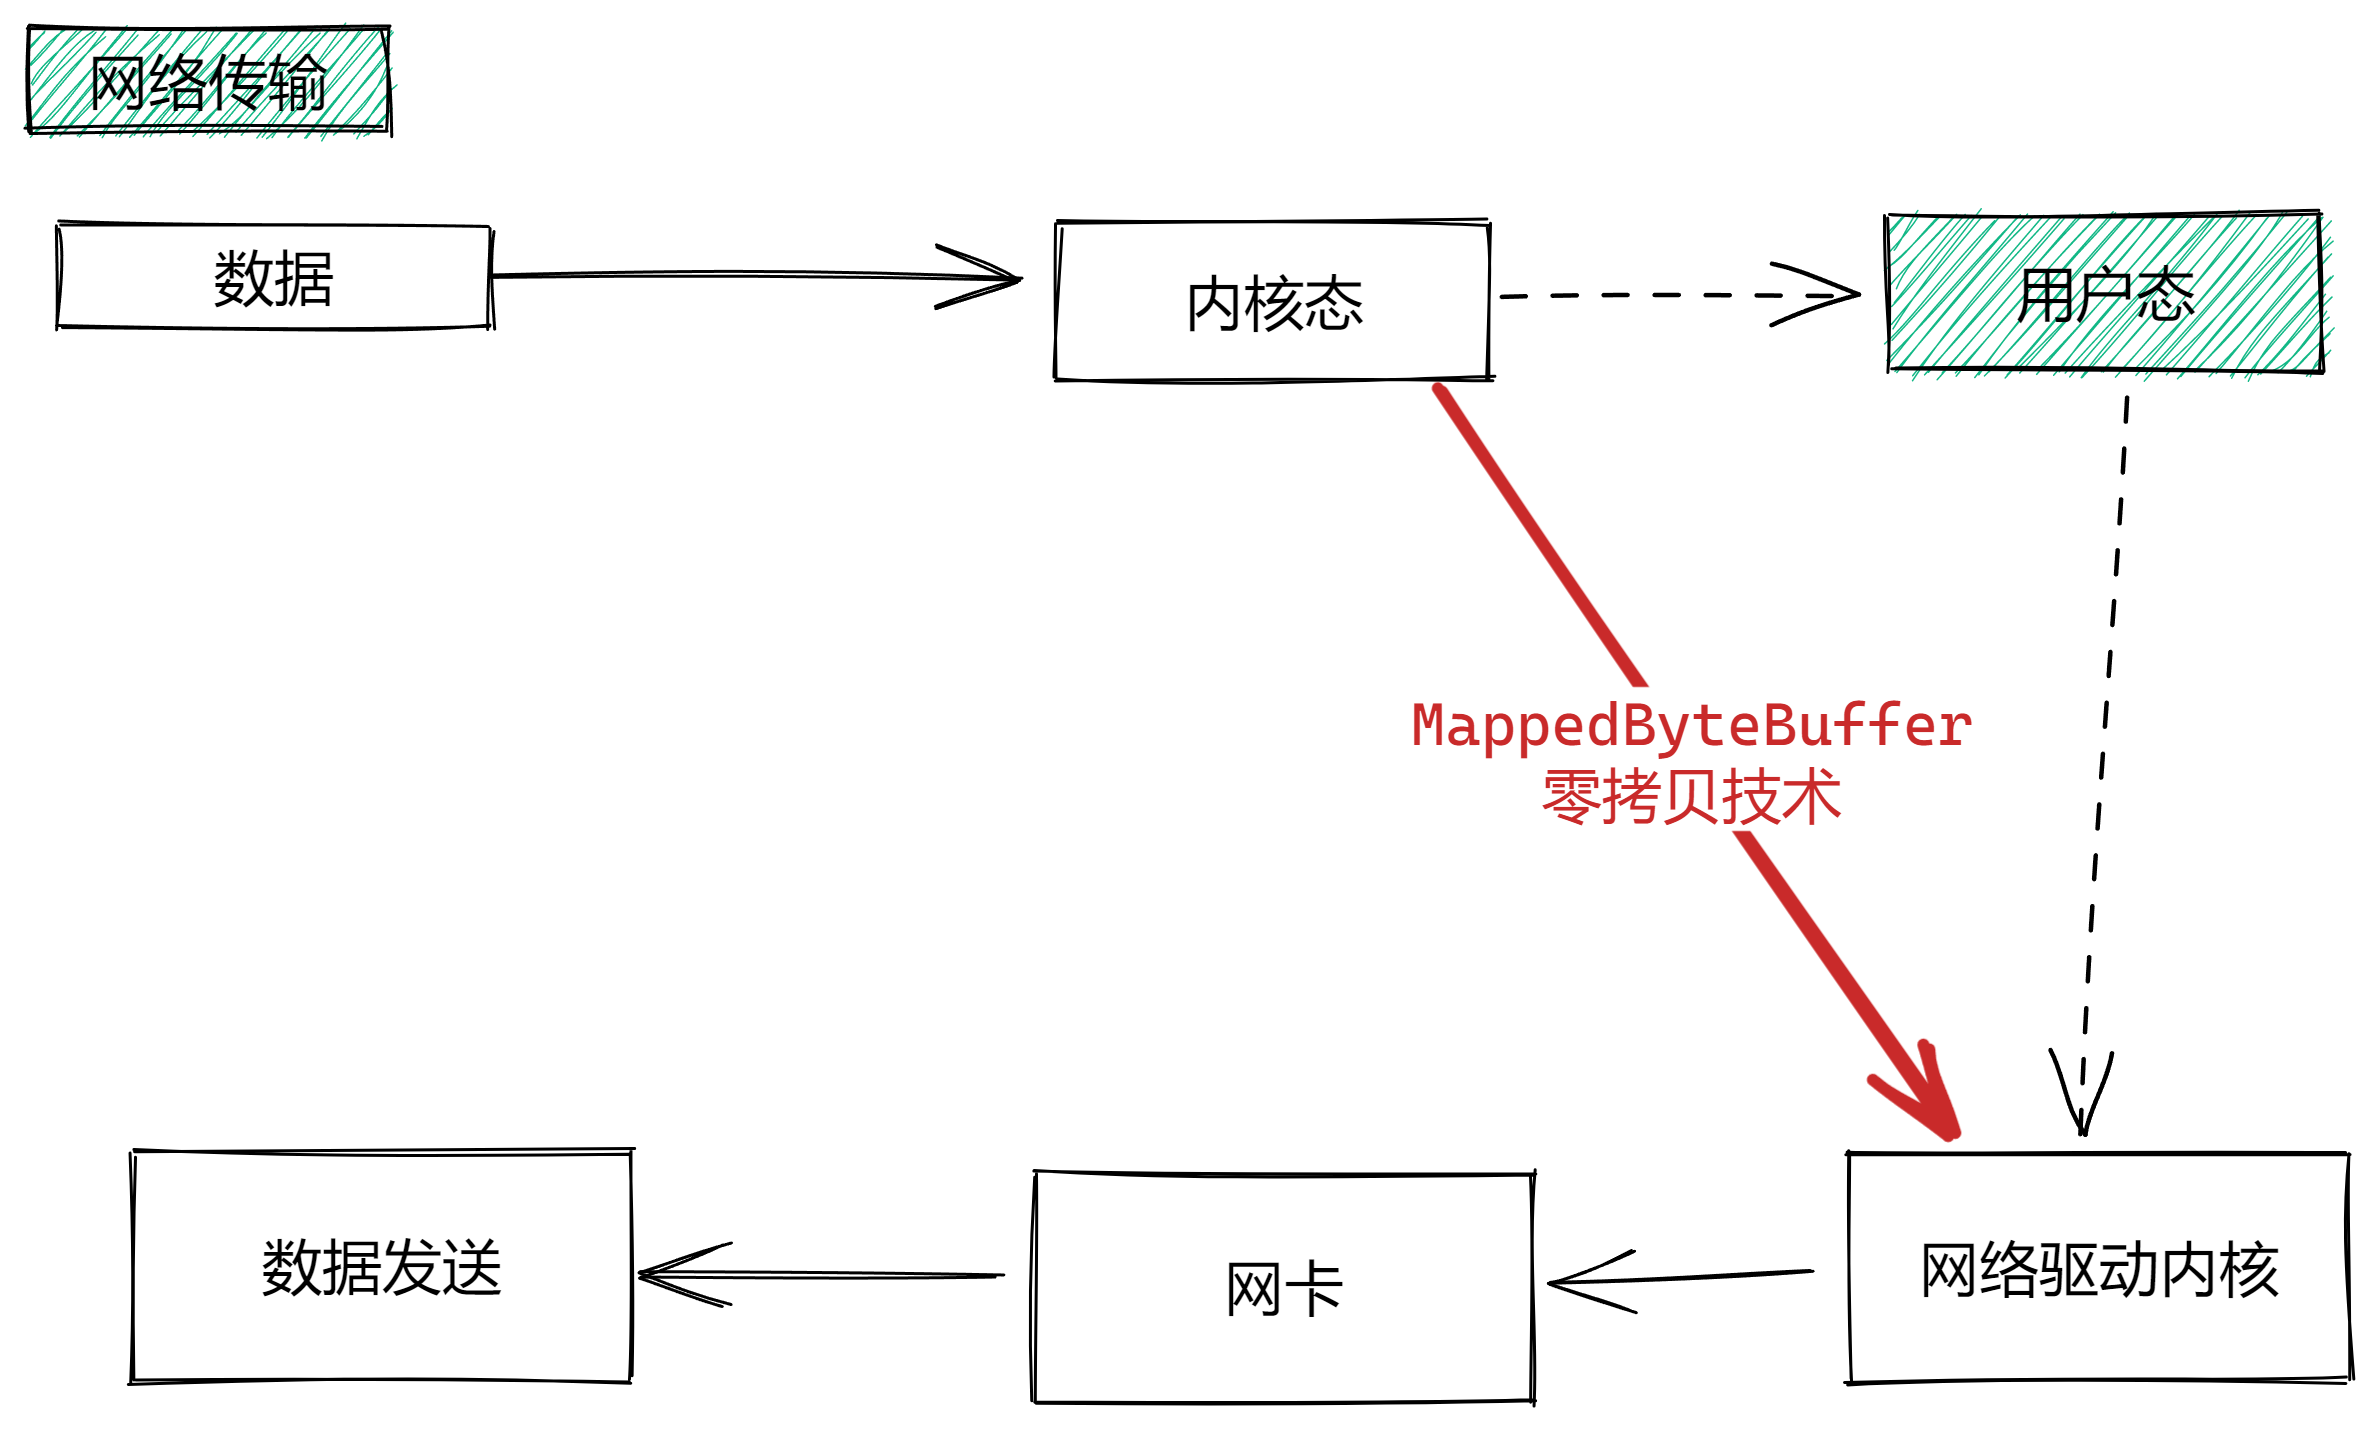 网络传输
数据
内核态
用户态
MappedByteBuffer
零拷贝技术
数据发送
网卡
网络驱动内核